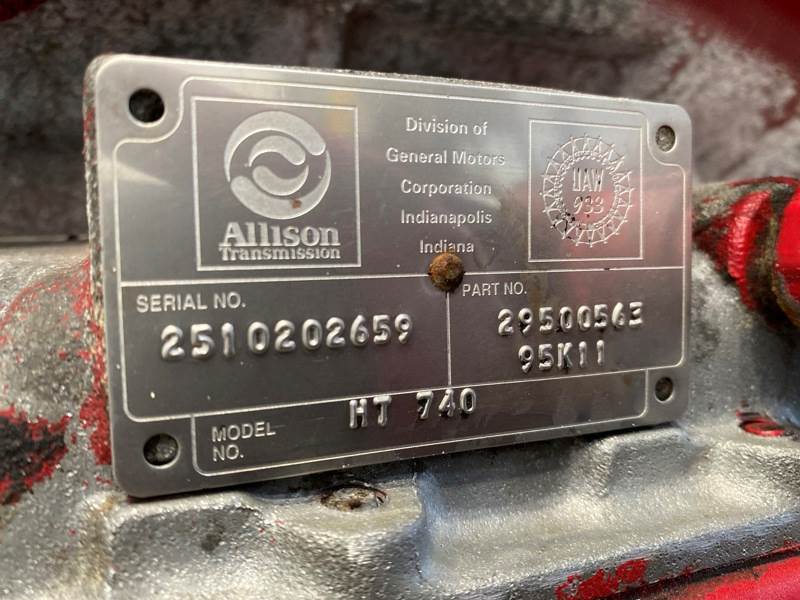 Allison
Transmission
Division of
General Motors
Corporation
Indianapolis
Indiana
UAW
933
SERIAL NO.
2510202659
PART NO.
29500563
95K11
MODEL
NO.
HT 740